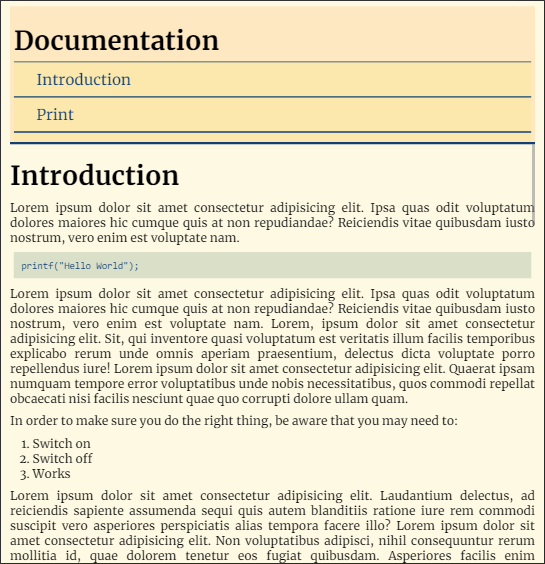 Documentation
Introduction
Print
Introduction
Lorem ipsum dolor sit amet consectetur adipisicing elit. Ipsa quas odit voluptatum
dolores maiores hic cumque quis at non repudiandae? Reiciendis vitae quibusdam iusto
nostrum, vero enim est voluptate nam.
printf("Hello World");
Lorem ipsum dolor sit amet consectetur adipisicing elit. Ipsa quas odit voluptatum
dolores maiores hic cumque quis at non repudiandae? Reiciendis vitae quibusdam iusto
nostrum, vero enim est voluptate nam. Lorem, ipsum dolor sit amet consectetur
adipisicing elit. Sit, qui inventore quasi voluptatum est veritatis illum facilis temporibus
explicabo rerum unde omnis aperiam praesentium, delectus dicta voluptate porro
repellendus iure! Lorem ipsum dolor sit amet consectetur adipisicing elit. Quaerat ipsam
numquam tempore error voluptatibus unde nobis necessitatibus, quos commodi repellat
obcaecati nisi facilis nesciunt quae quo corrupti dolore ullam quam.
In order to make sure you do the right thing, be aware that you may need to:
1. Switch on
2. Switch off
3. Works
Lorem ipsum dolor sit amet consectetur adipisicing elit. Laudantium delectus, ad
reiciendis sapiente assumenda sequi quis autem blanditiis ratione iure rem commodi
suscipit vero asperiores perspiciatis alias tempora facere illo? Lorem ipsum dolor sit
amet consectetur adipisicing elit. Non voluptatibus adipisci, nihil consequuntur rerum
mollitia id, quae dolorem tenetur eos fugiat quibusdam. Asperiores facilis enim